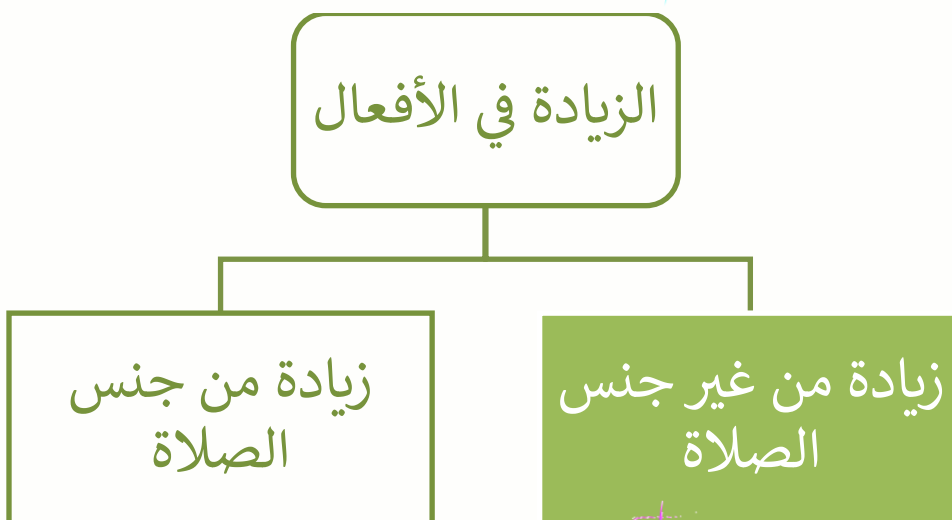 الزيادة في الأفعال
زيادة من غير جنس
الصلاة
زيادة من جنس
الصلاة